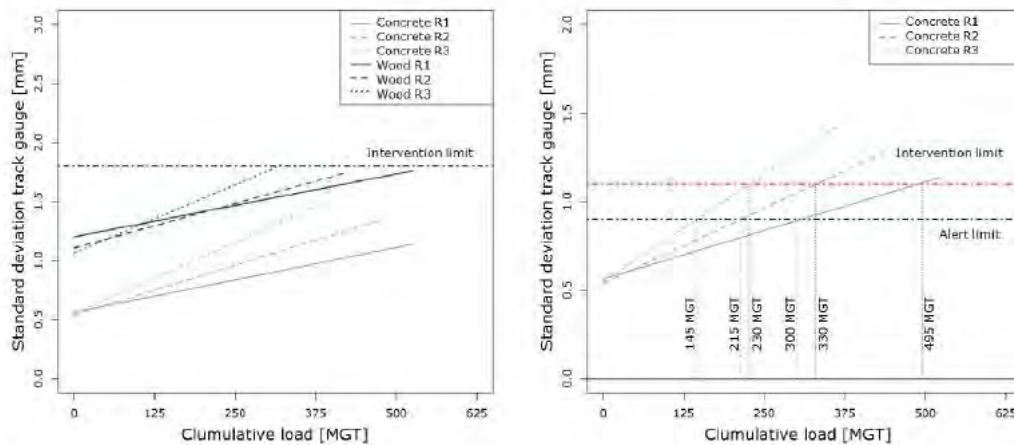 Concrete R1
Concrete R2
Concrete R3
Wood R1
Wood R2
Wood R3
Intervention limit
Standard deviation track gauge [mm]
0.0
0.5
1.0
1.5
2.0
2.5
3.0
0
125
250
375
500
625
Clumulative load [MGT]
Concrete R1
Concrete R2
Concrete R3
Intervention limit
Alert limit
145 MGT
215 MGT
230 MGT
300 MGT
330 MGT
495 MGT
Standard deviation track gauge [mm]
0.0
0.5
1.0
1.5
2.0
0
125
250
375
500
625
Clumulative load [MGT]